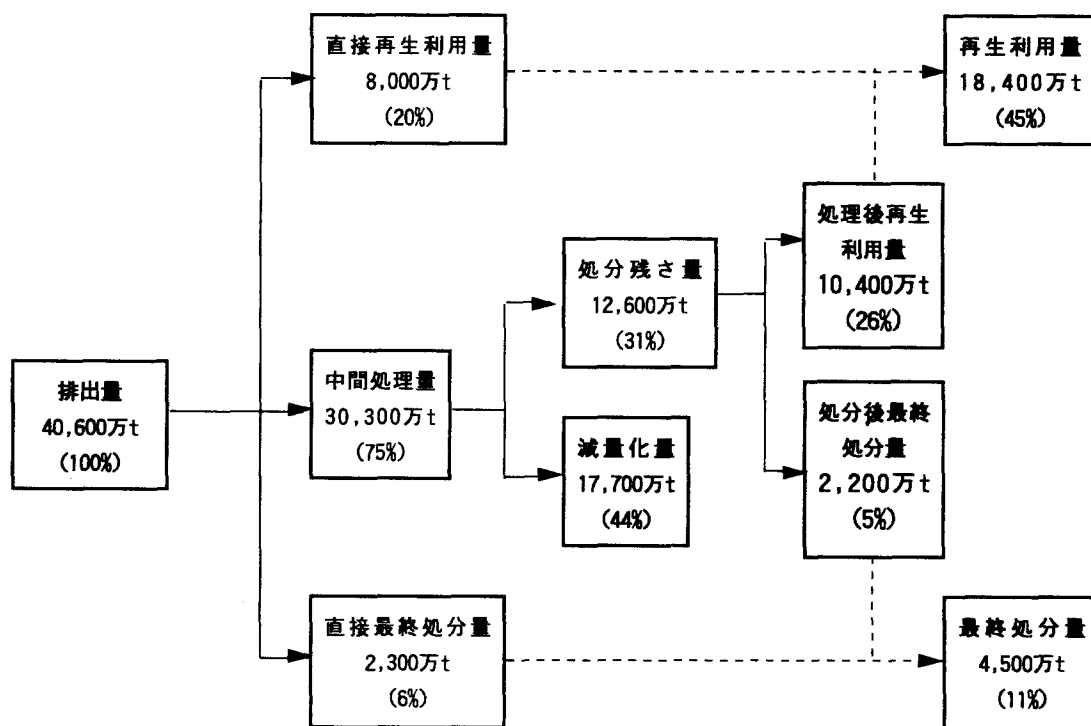 直接再生利用量
8,000万t
(20%)
再生利用量
18,400万t
(45%)
処理後再生
利用量
10,400万t
(26%)
処分残さ量
12,600万t
(31%)
排出量
40,600万t
(100%)
中間処理量
30,300万t
(75%)
減量化量
17,700万t
(44%)
処分後最終
処分量
2,200万t
(5%)
直接最終処分量
2,300万t
(6%)
最終処分量
4,500万t
(11%)